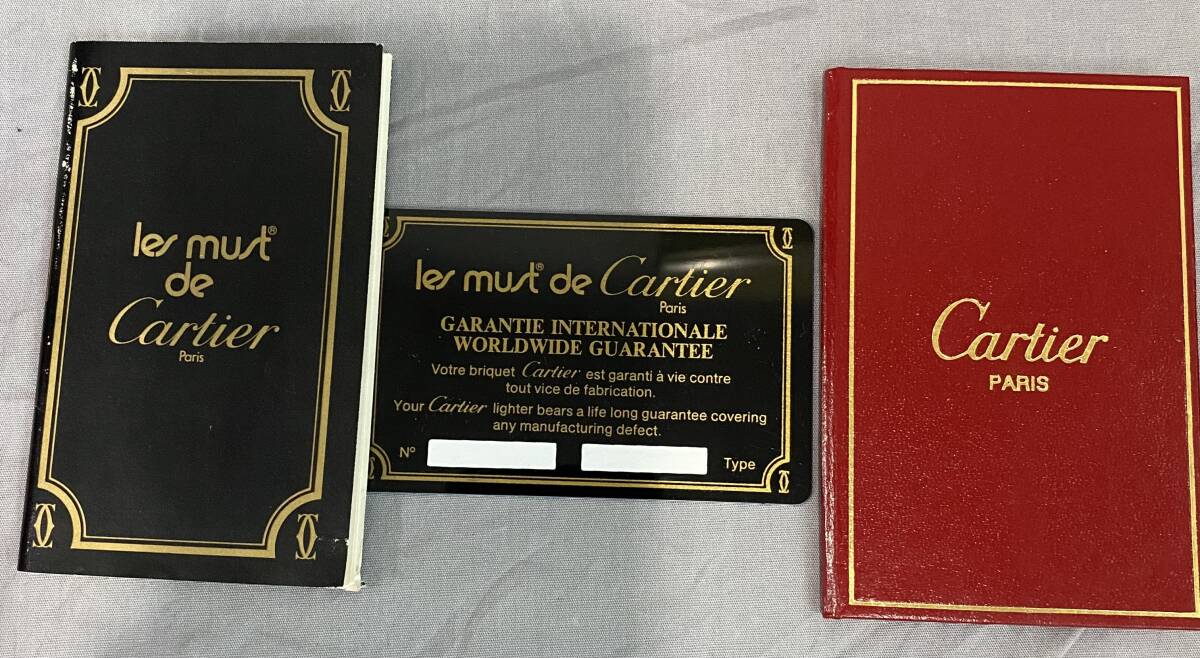 les must®
de
Cartier
Paris
les must® de Cartier
Paris
GARANTIE INTERNATIONALE
WORLDWIDE GUARANTEE
Votre briquet Cartier est garanti à vie contre
tout vice de fabrication.
Your Cartier lighter bears a life long guarantee covering
any manufacturing defect.
N° Type
Cartier
PARIS